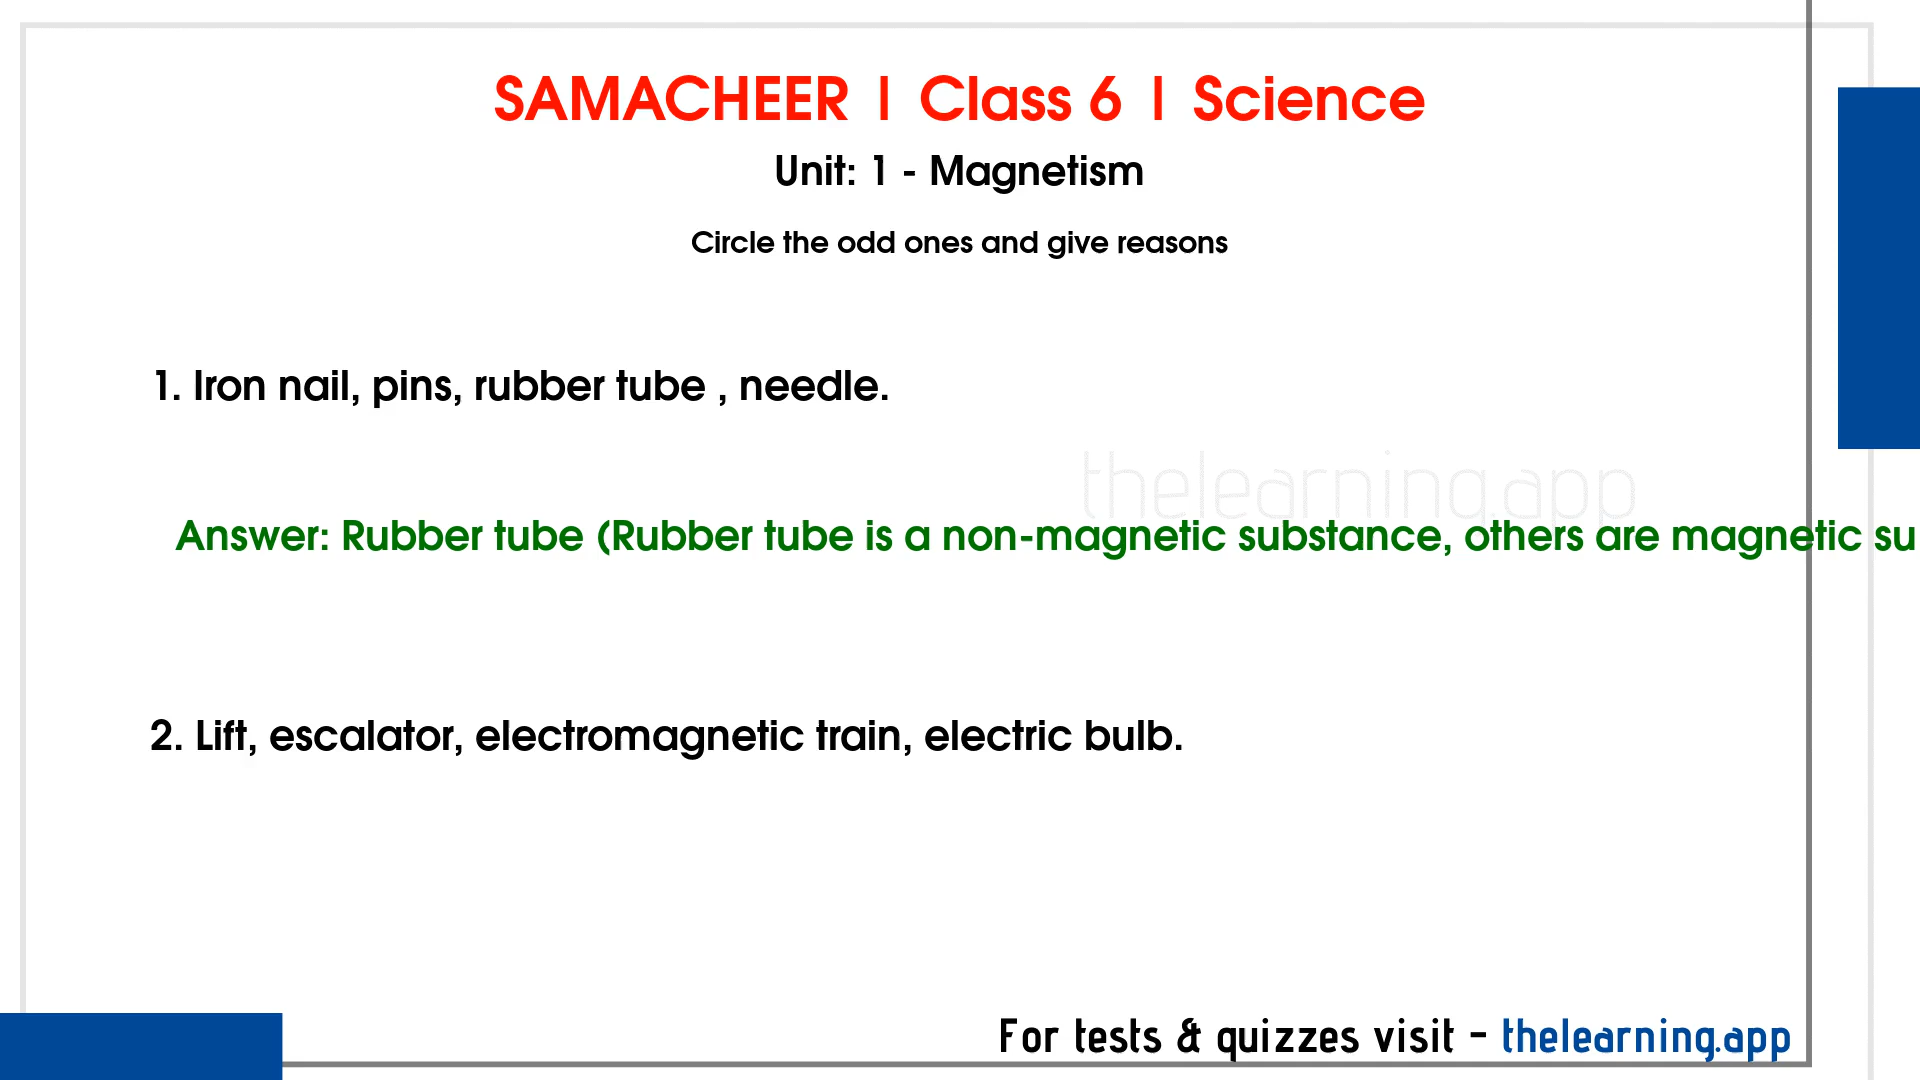 SAMACHEER | Class 6 | Science
Unit: 1 - Magnetism
Circle the odd ones and give reasons
1. Iron nail, pins, rubber tube , needle.
thelearning.app
Answer: Rubber tube (Rubber tube is a non-magnetic substance, others are magnetic su
2. Lift, escalator, electromagnetic train, electric bulb.
For tests & quizzes visit - thelearning.app